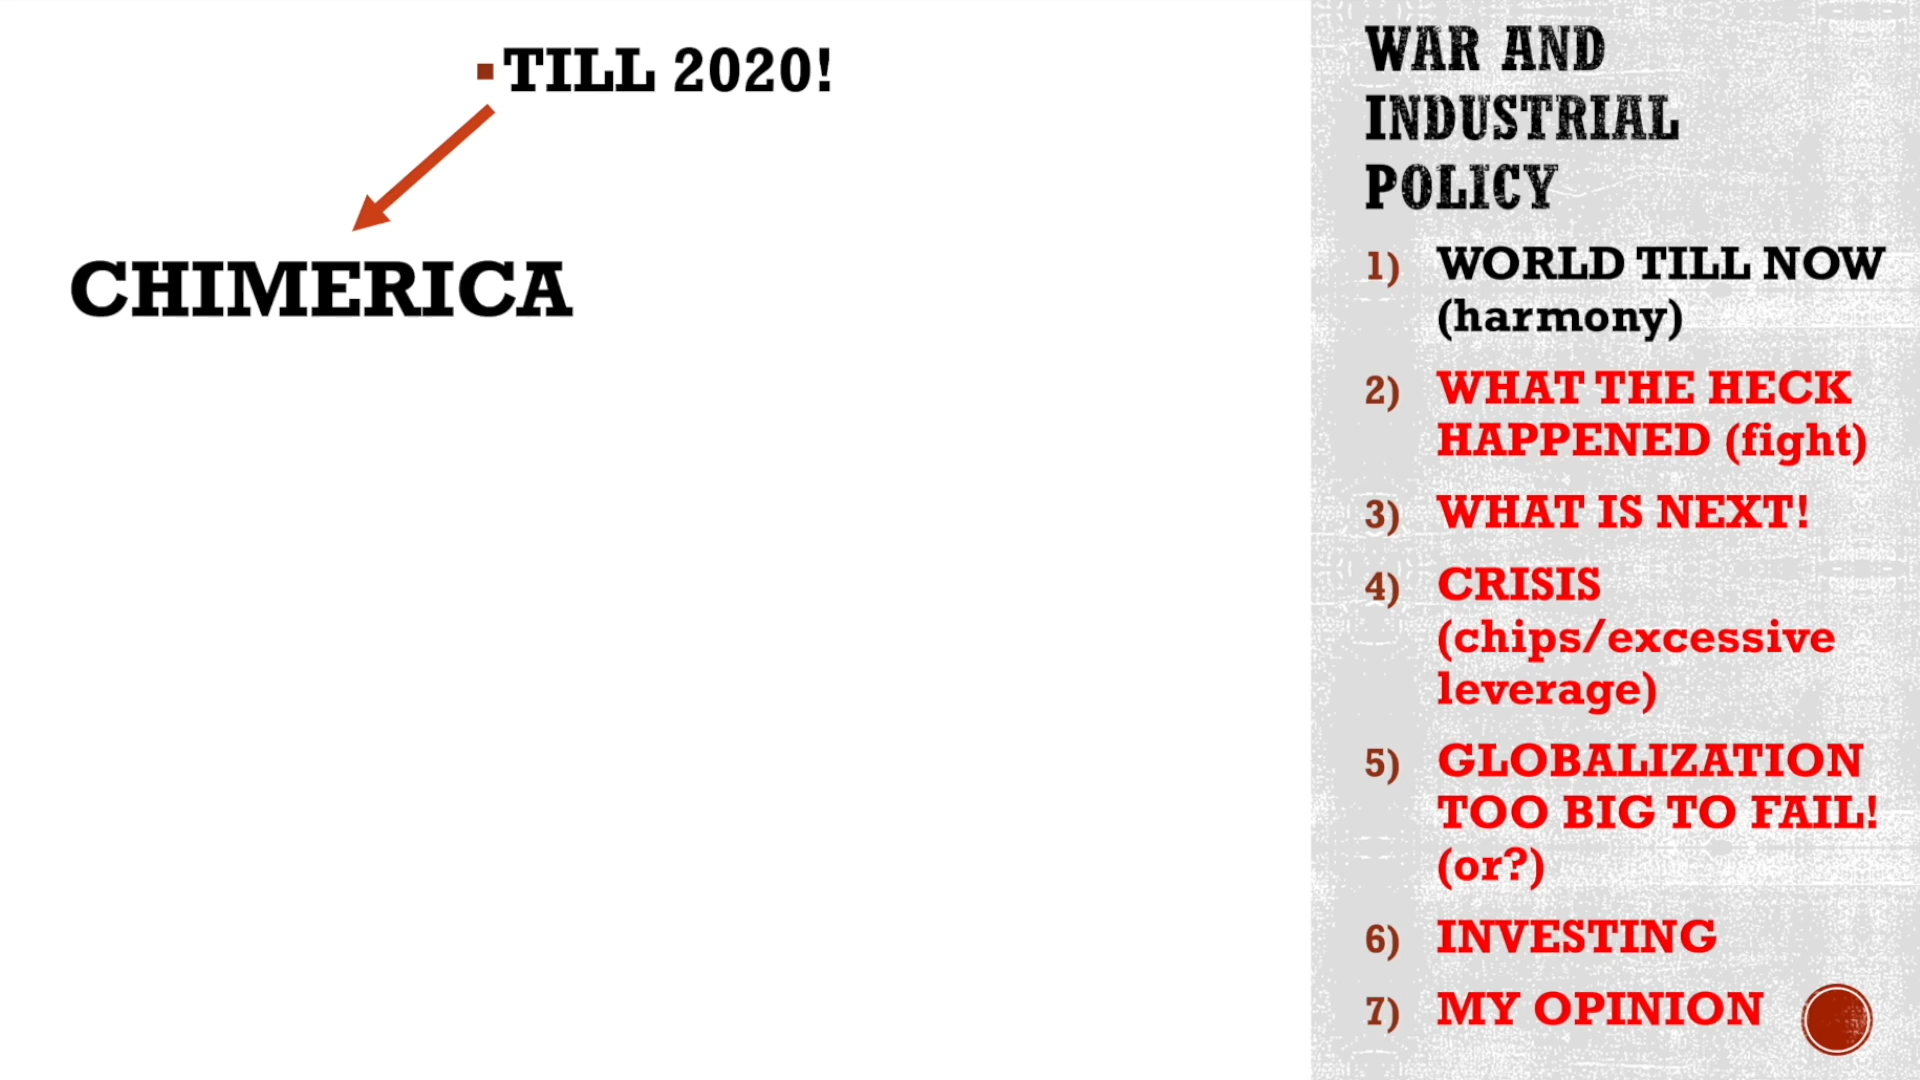 TILL 2020!
CHIMERICA
WAR AND
INDUSTRIAL
POLICY
1) WORLD TILL NOW
(harmony)
2) WHAT THE HECK
HAPPENED (fight)
3) WHAT IS NEXT!
4) CRISIS
(chips/excessive
leverage)
5) GLOBALIZATION
TOO BIG TO FAIL!
(or?)
6) INVESTING
7) MY OPINION